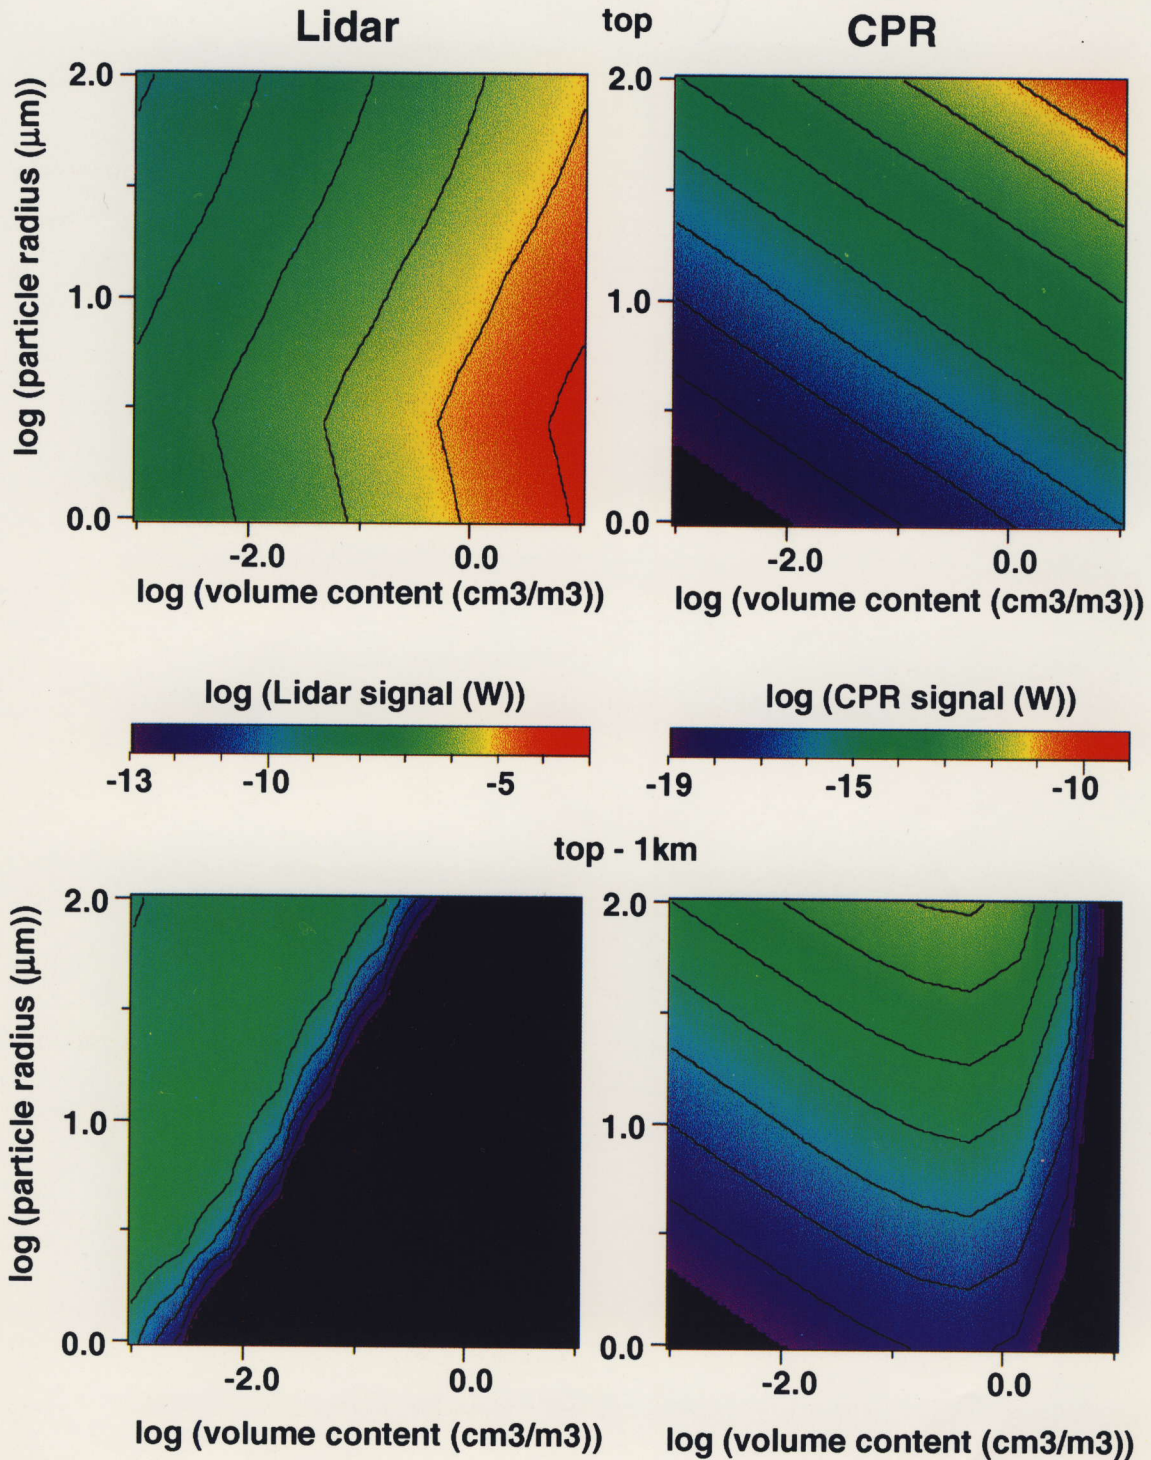 Lidar
top
CPR
log (particle radius (µm))
2.0
1.0
0.0
-2.0
0.0
log (volume content (cm3/m3))
2.0
1.0
0.0
-2.0
0.0
log (volume content (cm3/m3))
log (Lidar signal (W))
-13
-10
-5
log (CPR signal (W))
-19
-15
-10
top - 1km
log (particle radius (µm))
2.0
1.0
0.0
-2.0
0.0
log (volume content (cm3/m3))
2.0
1.0
0.0
-2.0
0.0
log (volume content (cm3/m3))